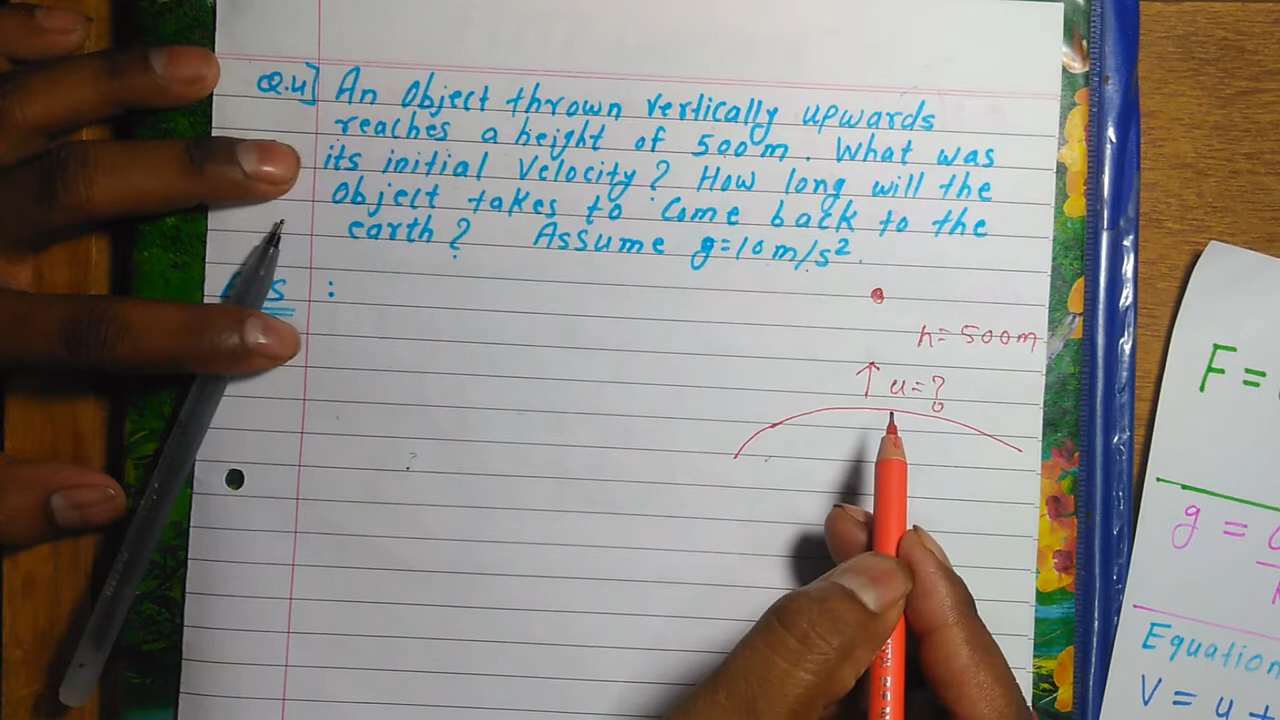 Q.4] An object thrown vertically upwards
reaches a height of 500m. What was
its initial Velocity? How long will the
object takes to come back to the
earth? Assume g=10m/s².
:
h= 500m
↑ u=?
F=
g =
Equation
V = u +